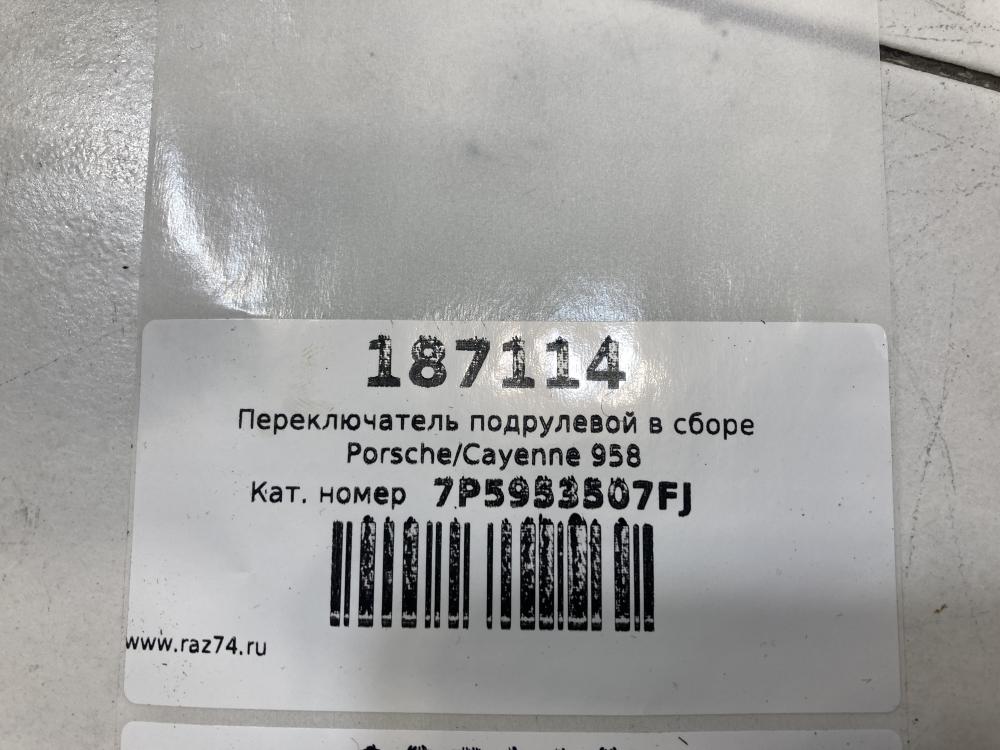 187114
Переключатель подрулевой в сборе
Porsche/Cayenne 958
Кат. номер 7P5953507FJ
www.raz74.ru